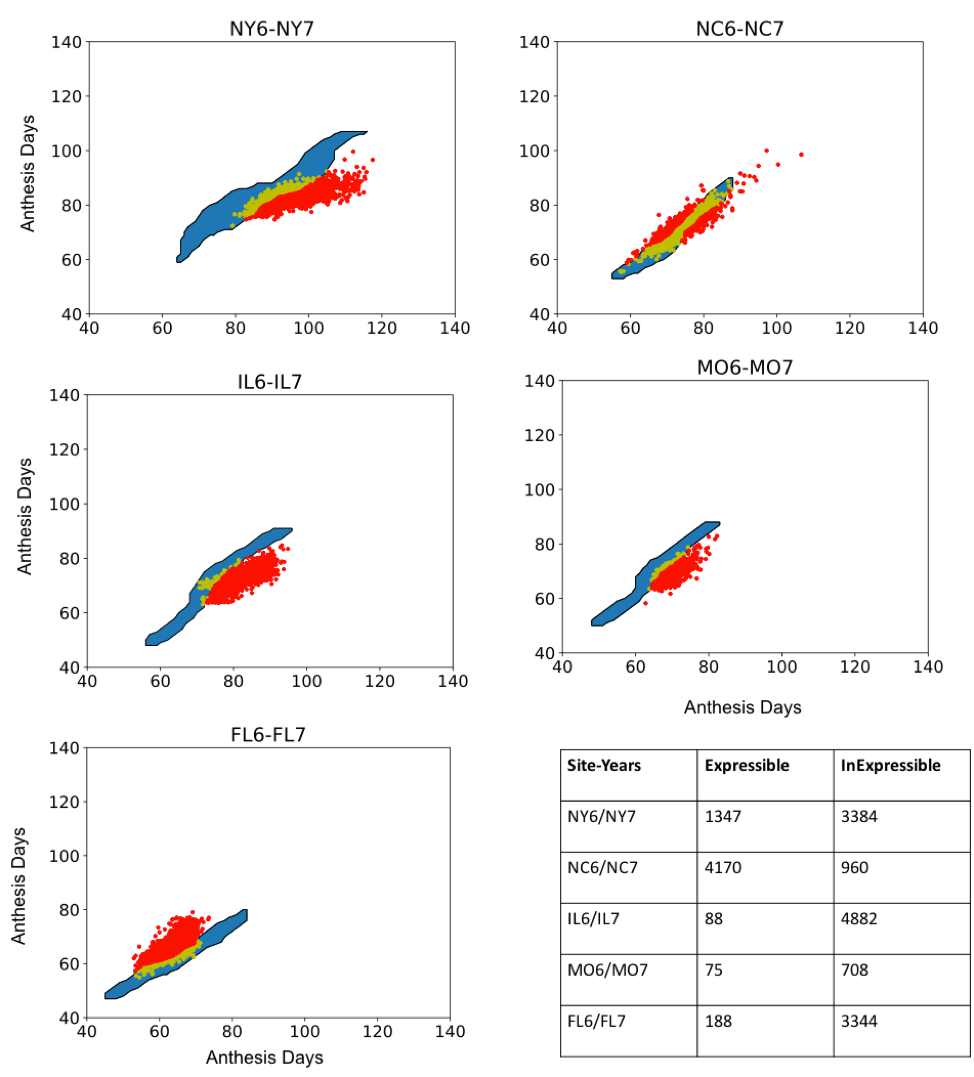 NY6-NY7
140
120
100
80
60
40
Anthesis Days
40 60 80 100 120 140
NC6-NC7
140
120
100
80
60
40
40 60 80 100 120 140
IL6-IL7
140
120
100
80
60
40
Anthesis Days
40 60 80 100 120 140
MO6-MO7
140
120
100
80
60
40
40 60 80 100 120 140
Anthesis Days
FL6-FL7
140
120
100
80
60
40
Anthesis Days
40 60 80 100 120 140
Anthesis Days
Site-Years Expressible InExpressible
NY6/NY7 1347 3384
NC6/NC7 4170 960
IL6/IL7 88 4882
MO6/MO7 75 708
FL6/FL7 188 3344